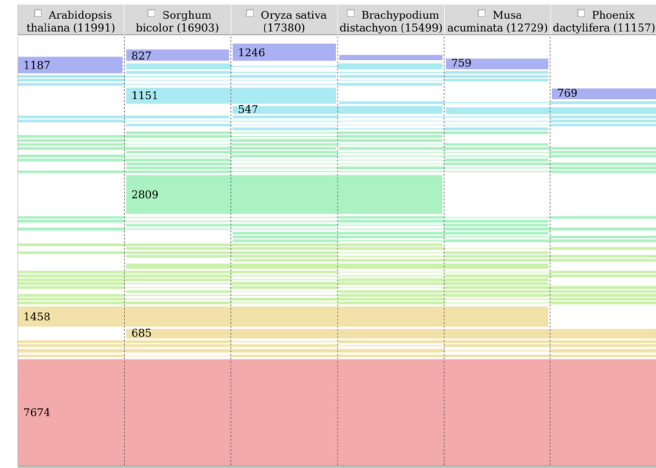 Arabidopsis thaliana (11991)
Sorghum bicolor (16903)
Oryza sativa (17380)
Brachypodium distachyon (15499)
Musa acuminata (12729)
Phoenix dactylifera (11157)
1246
827
1187
759
1151
769
547
2809
1458
685
7674